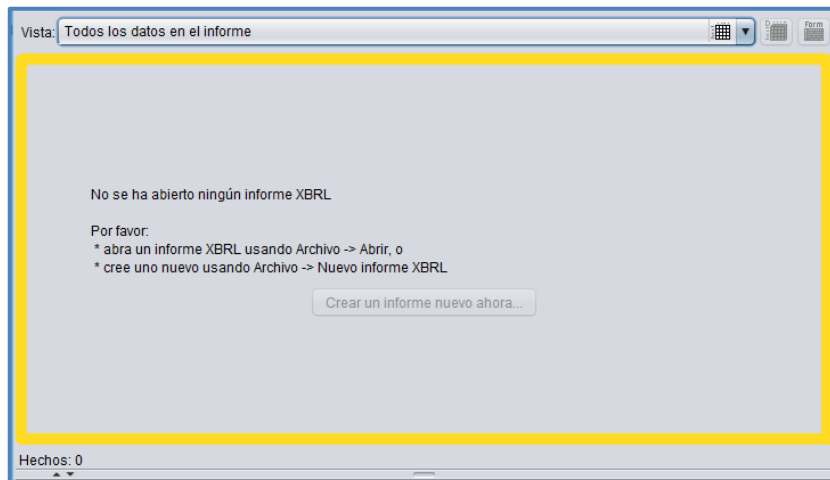 Vista: Todos los datos en el informe
Form
No se ha abierto ningún informe XBRL
Por favor:
* abra un informe XBRL usando Archivo -> Abrir, o
* cree uno nuevo usando Archivo -> Nuevo informe XBRL
Crear un informe nuevo ahora...
Hechos: 0